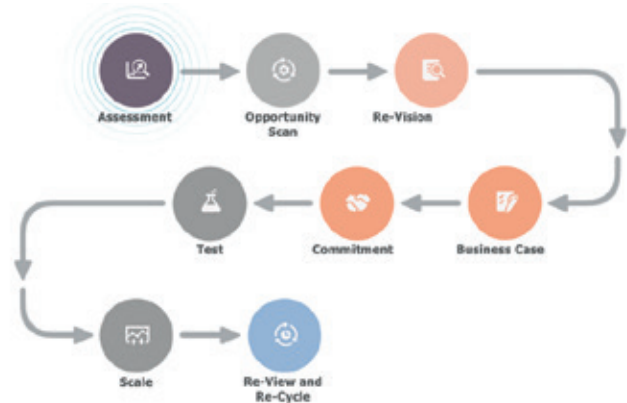 Assessment
Opportunity
Scan
Re-Vision
Test
Commitment
Business Case
Scale
Re-View and
Re-Cycle